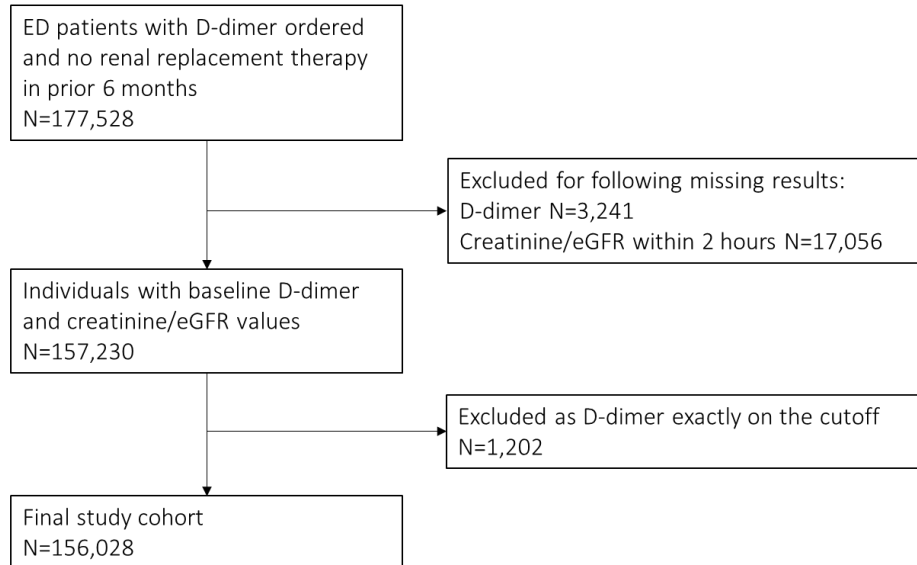 ED patients with D-dimer ordered
and no renal replacement therapy
in prior 6 months
N=177,528
Excluded for following missing results:
D-dimer N=3,241
Creatinine/eGFR within 2 hours N=17,056
Individuals with baseline D-dimer
and creatinine/eGFR values
N=157,230
Excluded as D-dimer exactly on the cutoff
N=1,202
Final study cohort
N=156,028